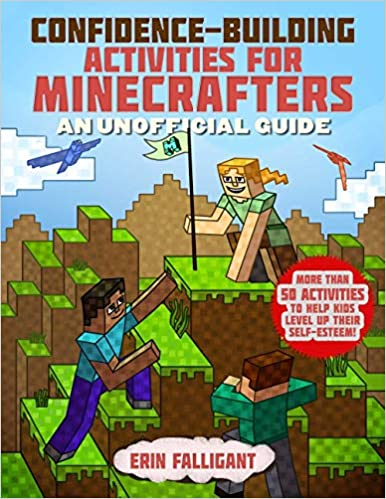 CONFIDENCE-BUILDING
ACTIVITIES FOR
MINECRAFTERS
AN UNOFFICIAL GUIDE
M
MORE THAN
50 ACTIVITIES
TO HELP KIDS
LEVEL UP THEIR
SELF-ESTEEM!
ERIN FALLIGANT